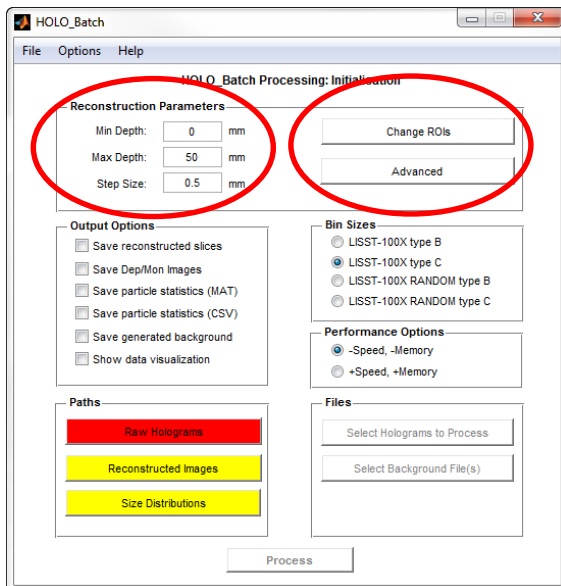 HOLO_Batch
File Options Help
HOLO_Batch Processing: Initialisation
Reconstruction Parameters
Min Depth: 0 mm
Max Depth: 50 mm
Step Size: 0.5 mm
Change ROIs
Advanced
Output Options
Save reconstructed slices
Save Dep/Mon Images
Save particle statistics (MAT)
Save particle statistics (CSV)
Save generated background
Show data visualization
Bin Sizes
LISST-100X type B
LISST-100X type C
LISST-100X RANDOM type B
LISST-100X RANDOM type C
Performance Options
-Speed, -Memory
+Speed, +Memory
Paths
Raw Holograms
Reconstructed Images
Size Distributions
Files
Select Holograms to Process
Select Background File(s)
Process